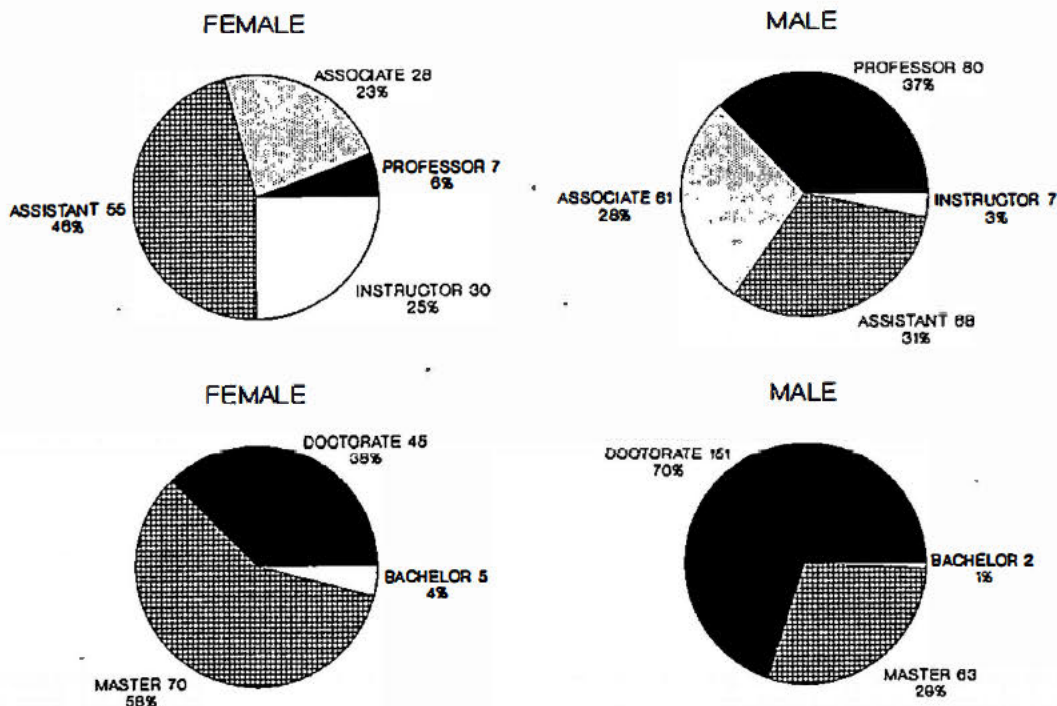 FEMALE
ASSOCIATE 28
23%
PROFESSOR 7
6%
ASSISTANT 55
46%
INSTRUCTOR 30
25%
MALE
PROFESSOR 80
37%
ASSOCIATE 61
28%
INSTRUCTOR 7
3%
ASSISTANT 68
31%
FEMALE
DOCTORATE 45
38%
BACHELOR 5
4%
MASTER 70
58%
MALE
DOCTORATE 151
70%
BACHELOR 2
1%
MASTER 63
29%